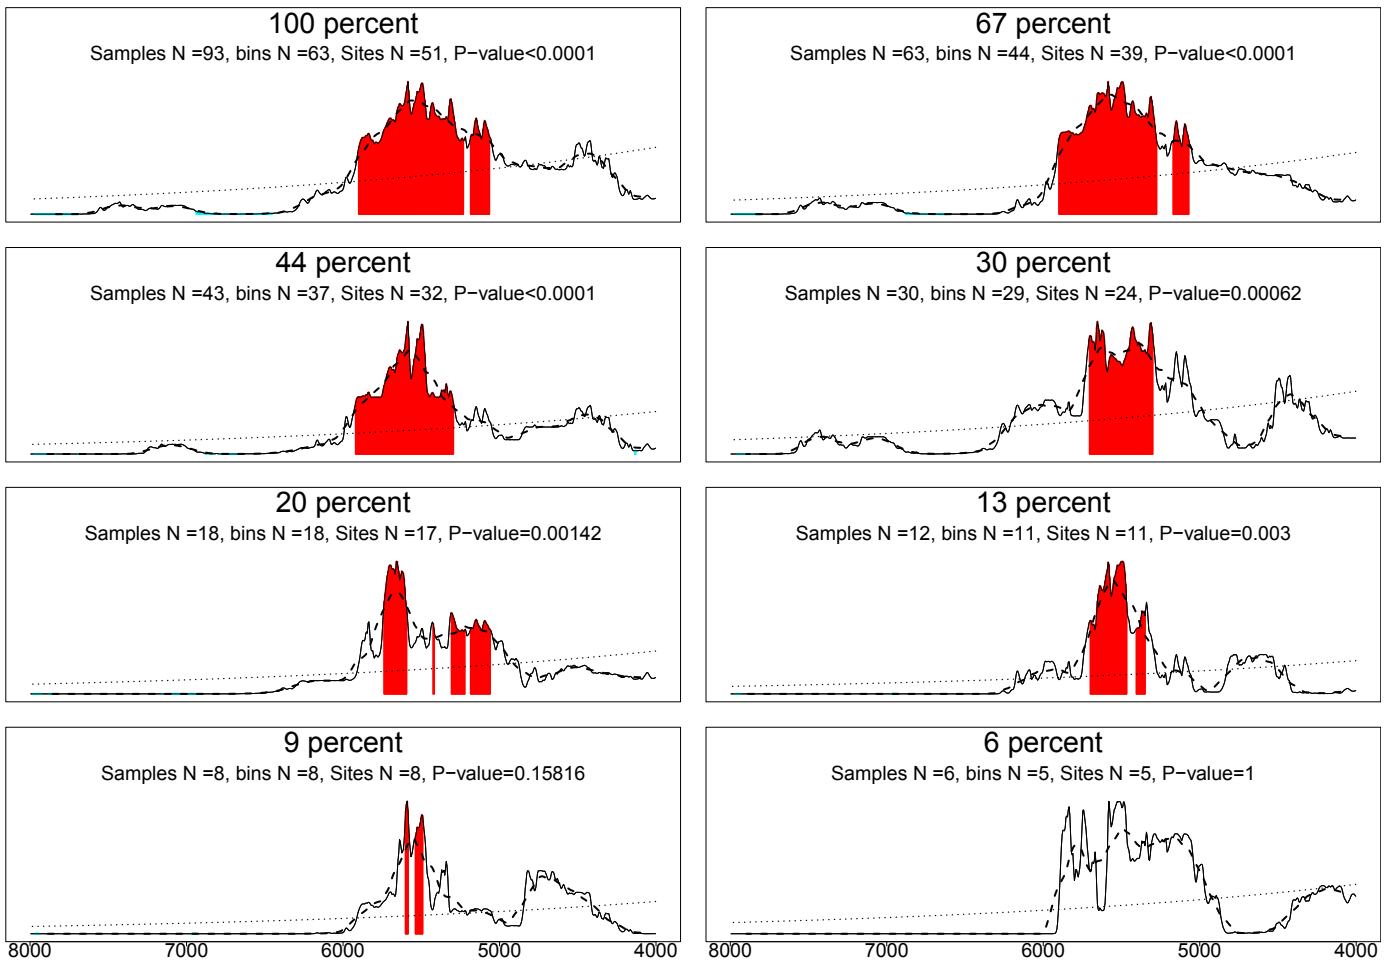 100 percent
Samples N =93, bins N =63, Sites N =51, P−value<0.0001
67 percent
Samples N =63, bins N =44, Sites N =39, P−value<0.0001
44 percent
Samples N =43, bins N =37, Sites N =32, P−value<0.0001
30 percent
Samples N =30, bins N =29, Sites N =24, P−value=0.00062
20 percent
Samples N =18, bins N =18, Sites N =17, P−value=0.00142
13 percent
Samples N =12, bins N =11, Sites N =11, P−value=0.003
9 percent
Samples N =8, bins N =8, Sites N =8, P−value=0.15816
6 percent
Samples N =6, bins N =5, Sites N =5, P−value=1
8000 7000 6000 5000 4000
8000 7000 6000 5000 4000